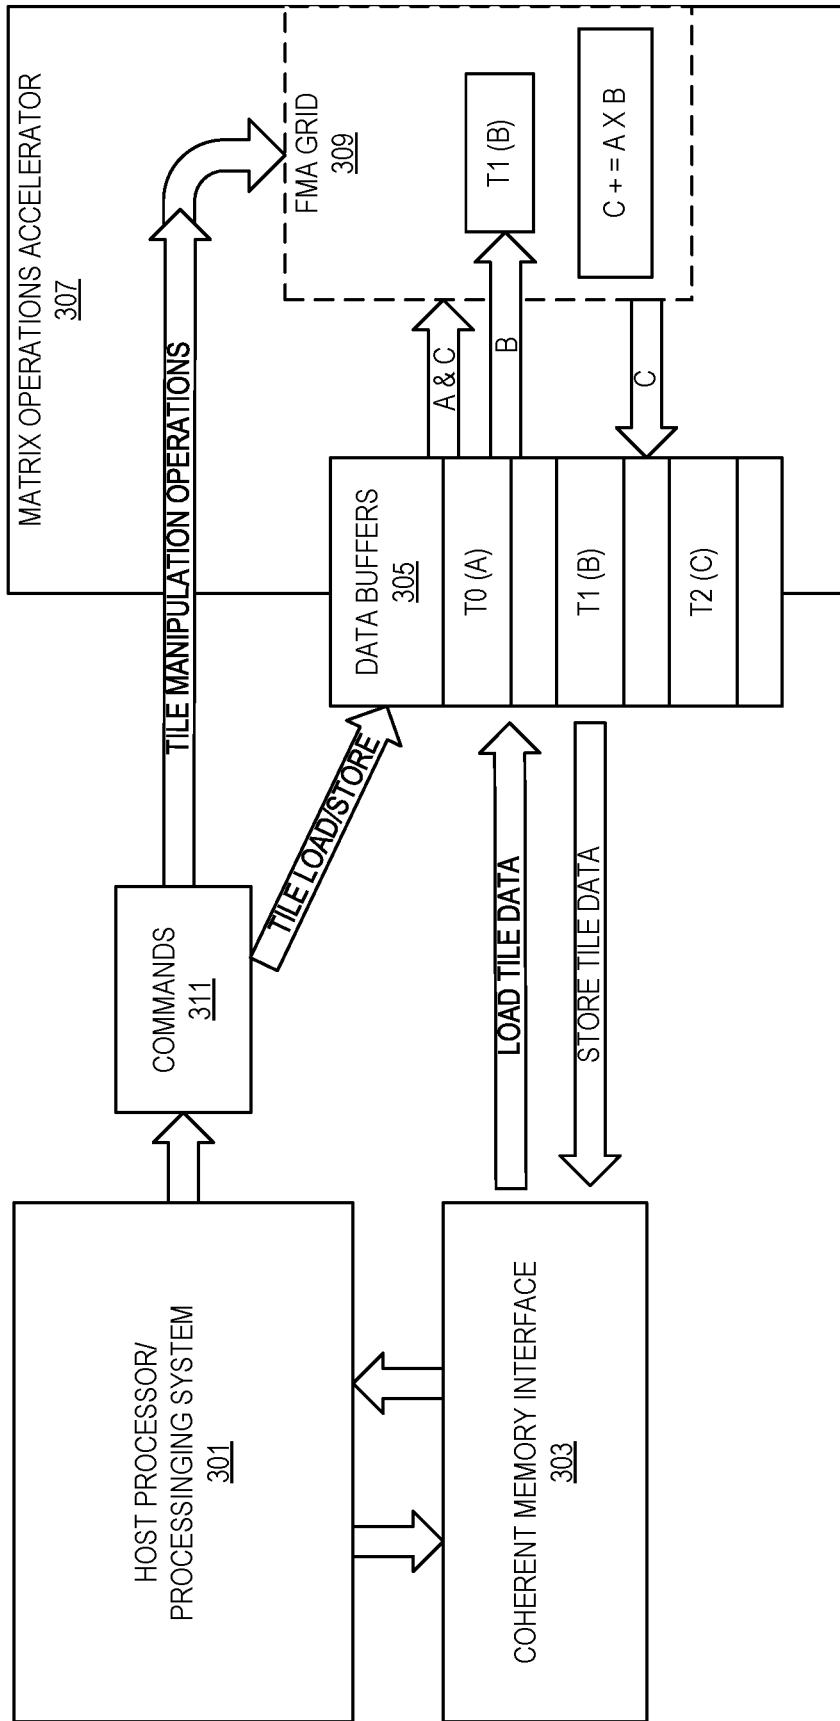 HOST PROCESSOR/
PROCESSINGING SYSTEM
301
COHERENT MEMORY INTERFACE
303
COMMANDS
311
TILE MANIPULATION OPERATIONS
TILE LOAD/STORE
LOAD TILE DATA
STORE TILE DATA
MATRIX OPERATIONS ACCELERATOR
307
DATA BUFFERS
305
T0 (A)
T1 (B)
T2 (C)
A & C
B
C
FMA GRID
309
T1 (B)
C + = A X B